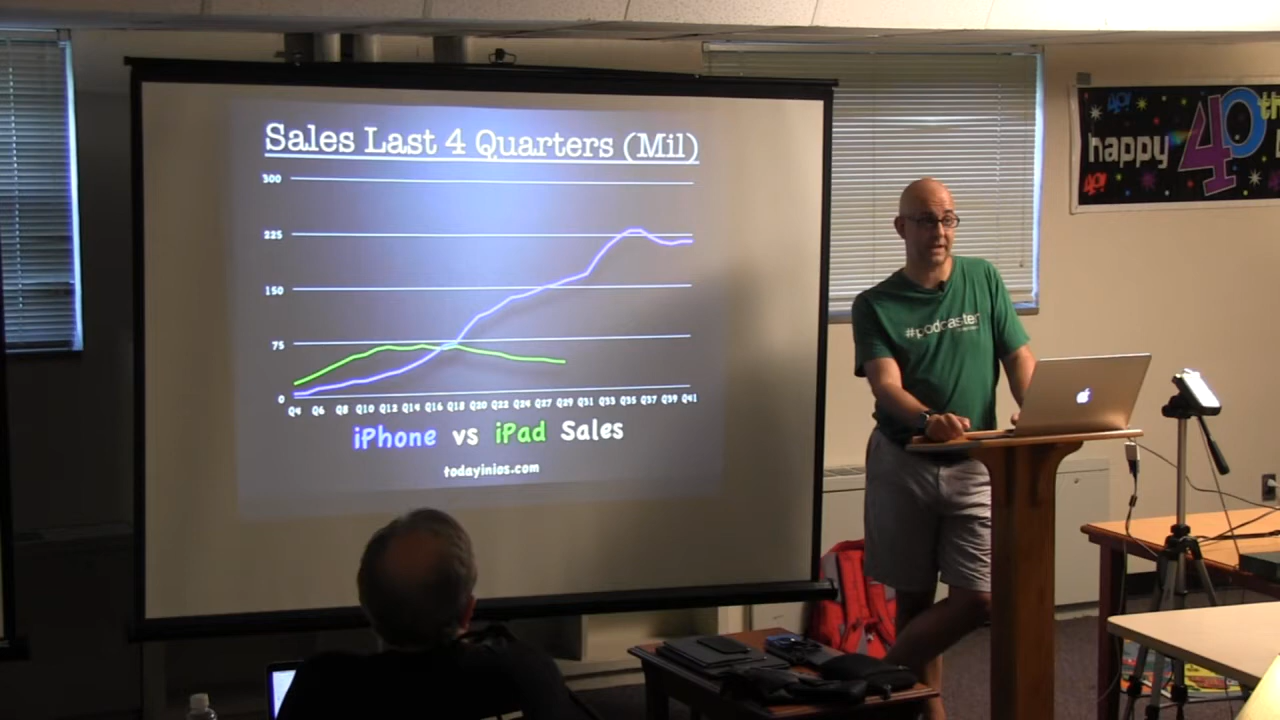 Sales Last 4 Quarters (Mil)
300
225
150
75
0
Q4 Q6 Q8 Q10 Q12 Q14 Q16 Q18 Q20 Q22 Q24 Q27 Q29 Q31 Q33 Q35 Q37 Q39 Q41
iPhone vs iPad Sales
todayinios.com
#podcaster
40!
happy 40th
40!